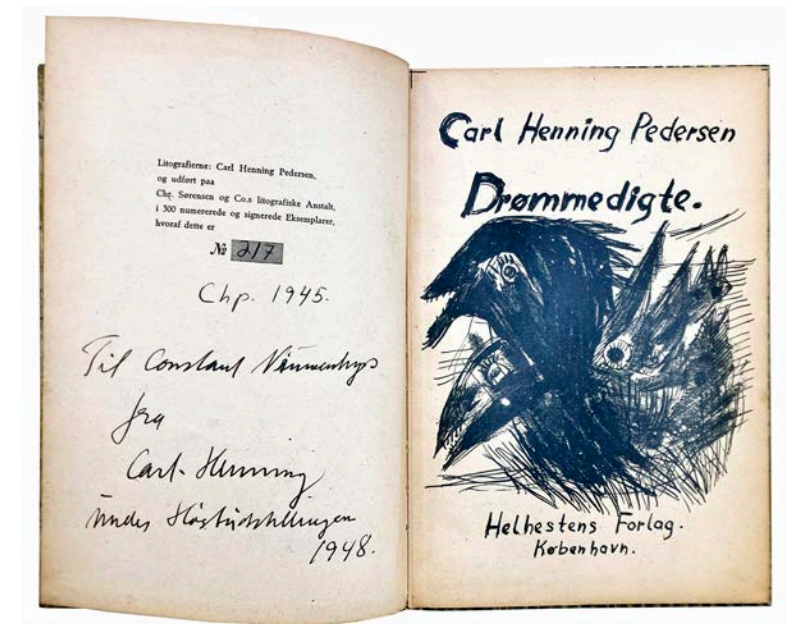 Litografierne: Carl Henning Pedersen,
og udført paa
Chr. Sørensen og Co.s litografiske Anstalt,
i 300 numererede og signerede Eksemplarer,
hvoraf dette er
№ 217
Chp. 1945.
Til Constant Nieuwenhuys
fra
Carl-Henning
under Høstudstillingen
1948.
Carl Henning Pedersen
Drømmedigte.
Helhestens Forlag.
København.